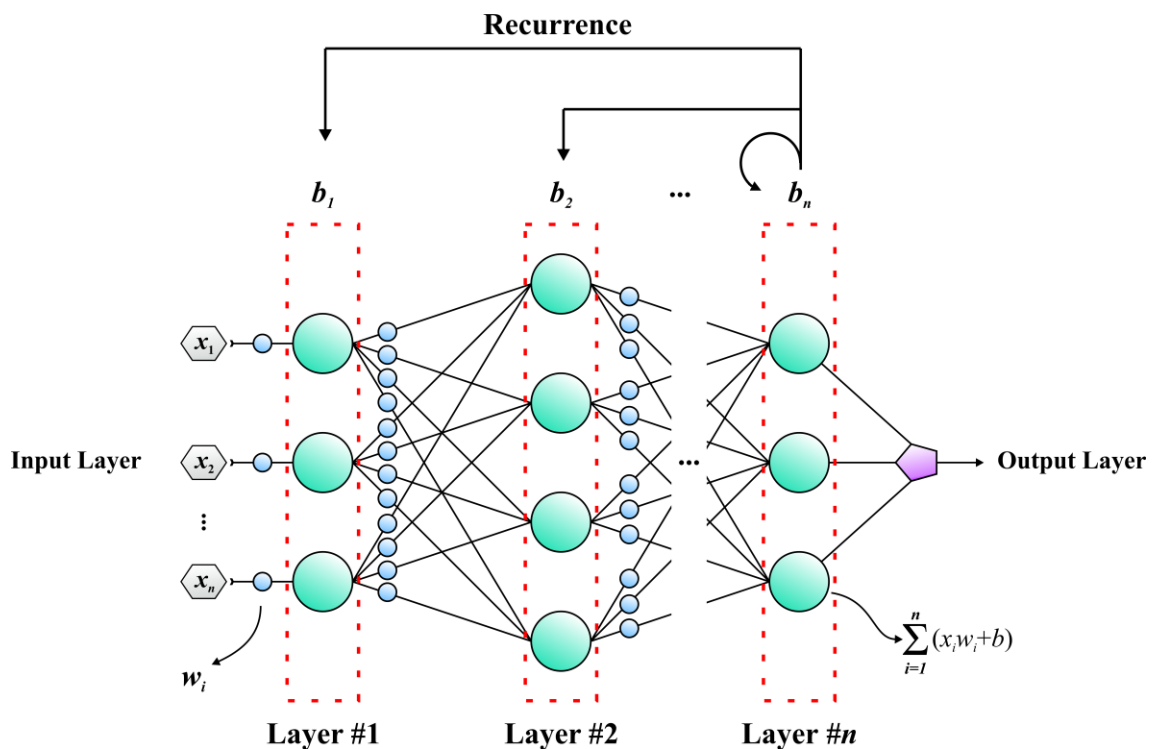 Recurrence
b₁ b₂ ... bₙ
x₁
Input Layer x₂ ... Output Layer
⋮
xₙ
n
∑ (xᵢwᵢ+b)
i=1
wᵢ
Layer #1 Layer #2 Layer #n